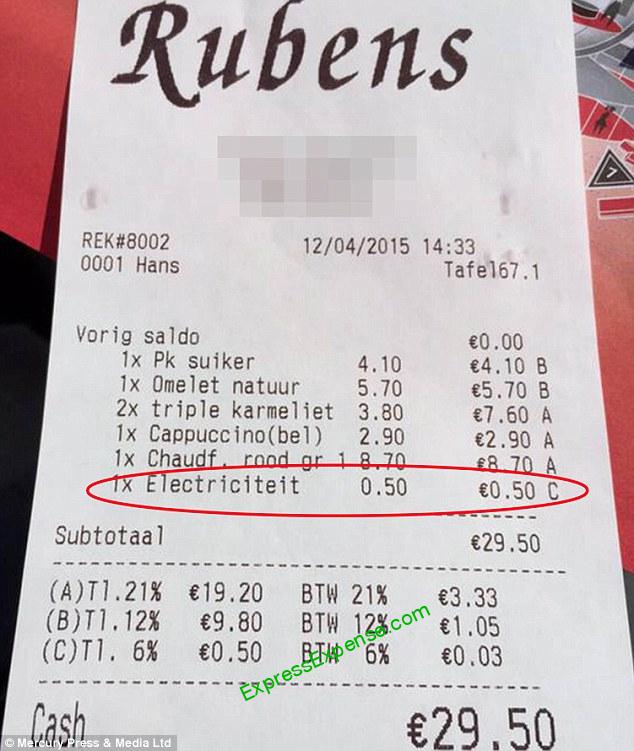 Rubens
REK#8002 12/04/2015 14:33
0001 Hans Tafel67.1
Vorig saldo €0.00
1x Pk suiker 4.10 €4.10 B
1x Omelet natuur 5.70 €5.70 B
2x triple karmeliet 3.80 €7.60 A
1x Cappuccino(bel) 2.90 €2.90 A
1x Chaudf. rood gr 1 8.70 €8.70 A
1x Electriciteit 0.50 €0.50 C
Subtotaal €29.50
(A)Tl.21% €19.20 BTW 21% €3.33
(B)Tl.12% €9.80 BTW 12% €1.05
(C)Tl. 6% €0.50 BTW 6% €0.03
ExpressExpense.com
Cash €29.50
© Mercury Press & Media Ltd